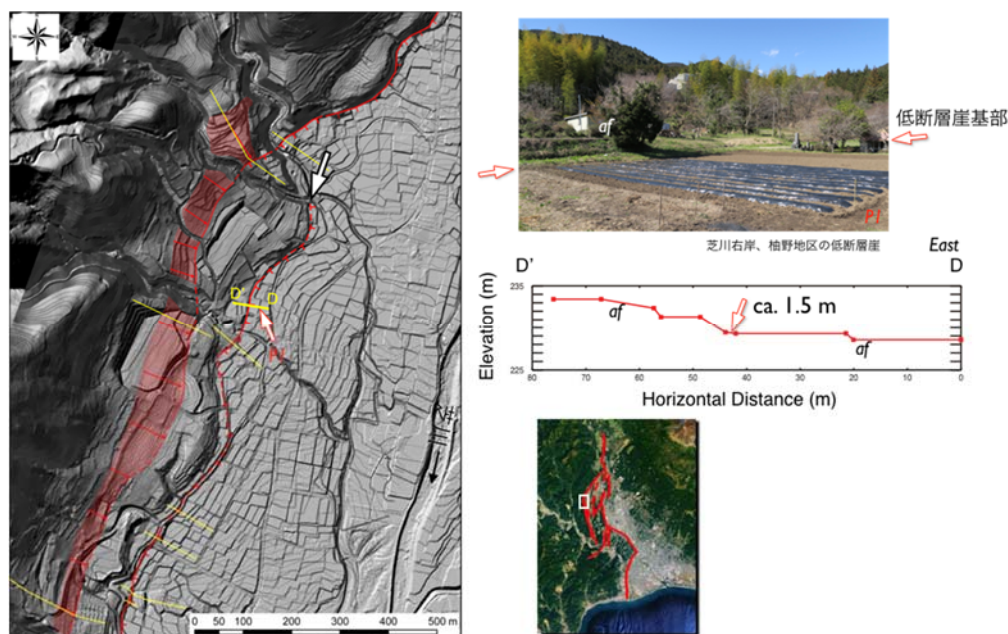 D'
D
P1
芝川
0
50
100
200
300
400
500 m
af
P1
低断層崖基部
芝川右岸、柚野地区の低断層崖
East
D'
D
Elevation (m)
235
225
af
ca. 1.5 m
af
80
70
60
50
40
30
20
10
0
Horizontal Distance (m)